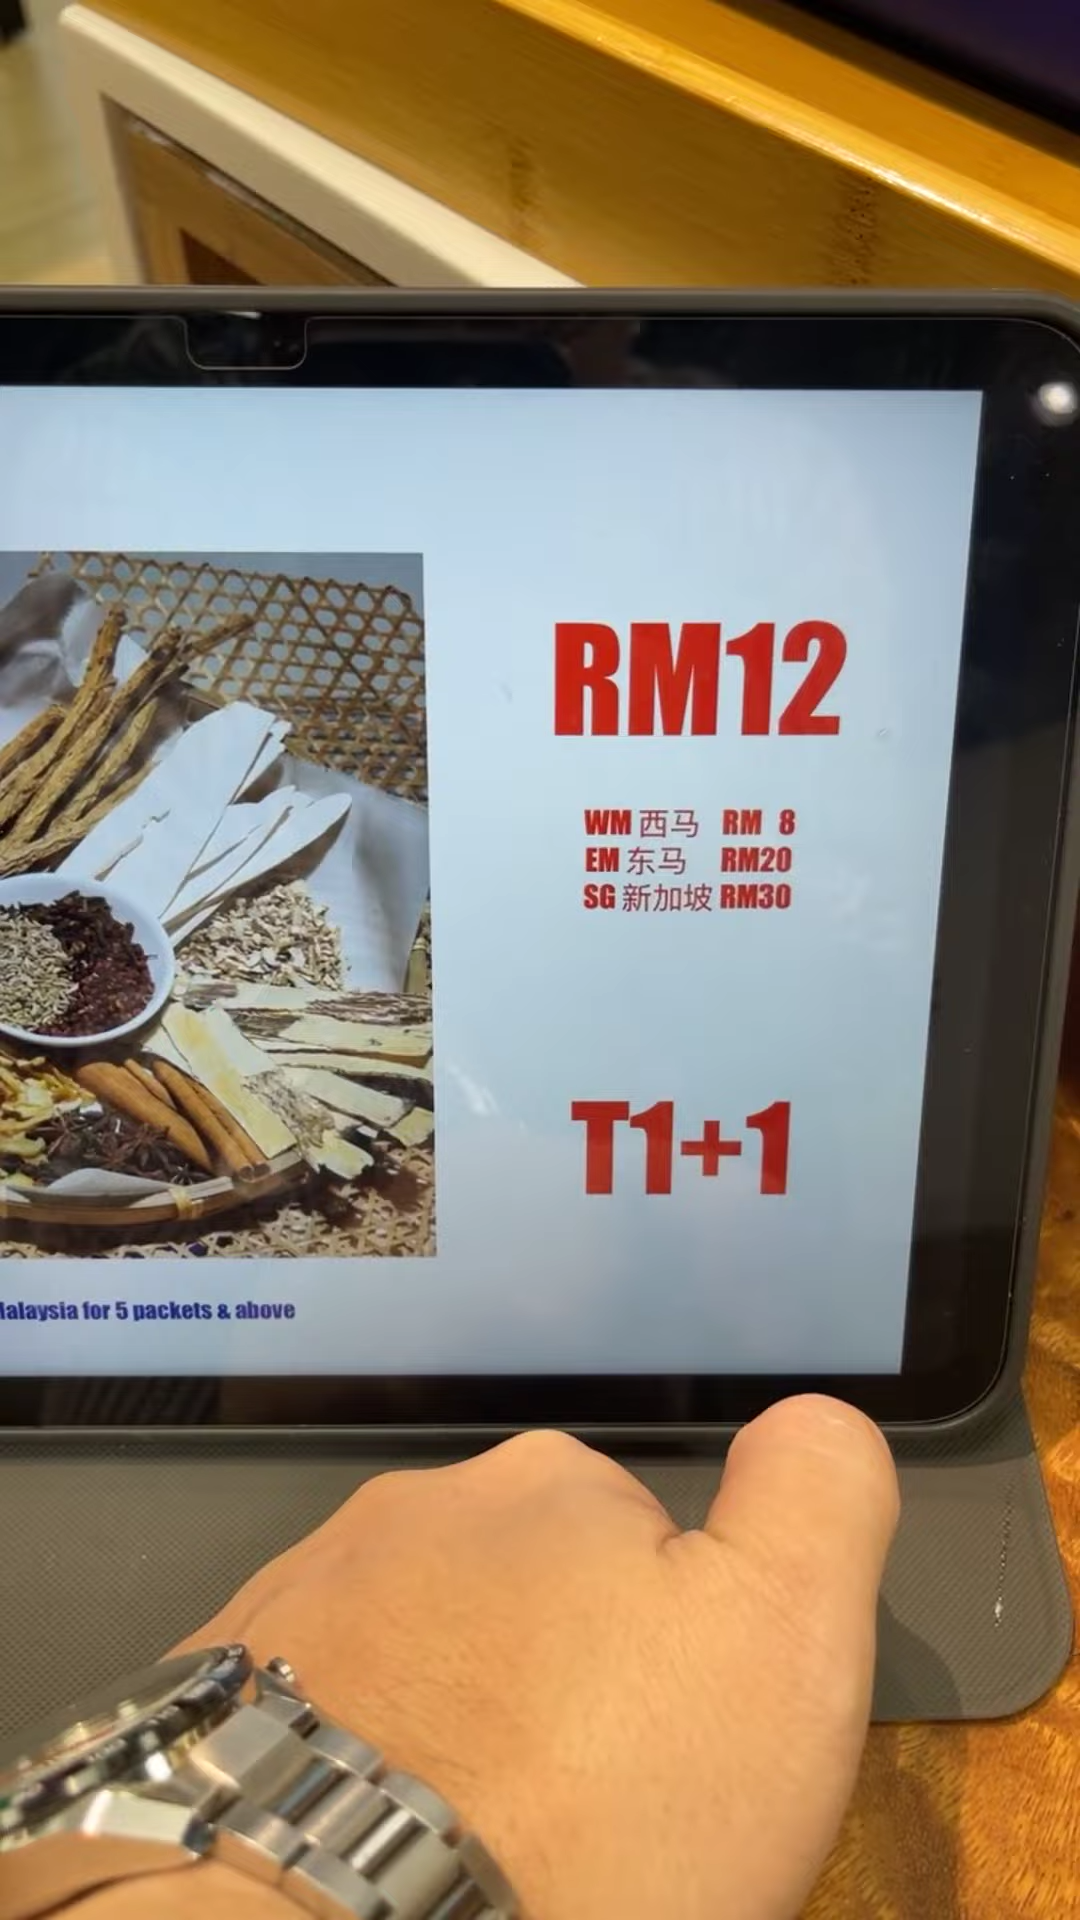 RM12
WM 西马 RM 8
EM 东马 RM20
SG 新加坡 RM30
T1+1
Malaysia for 5 packets & above